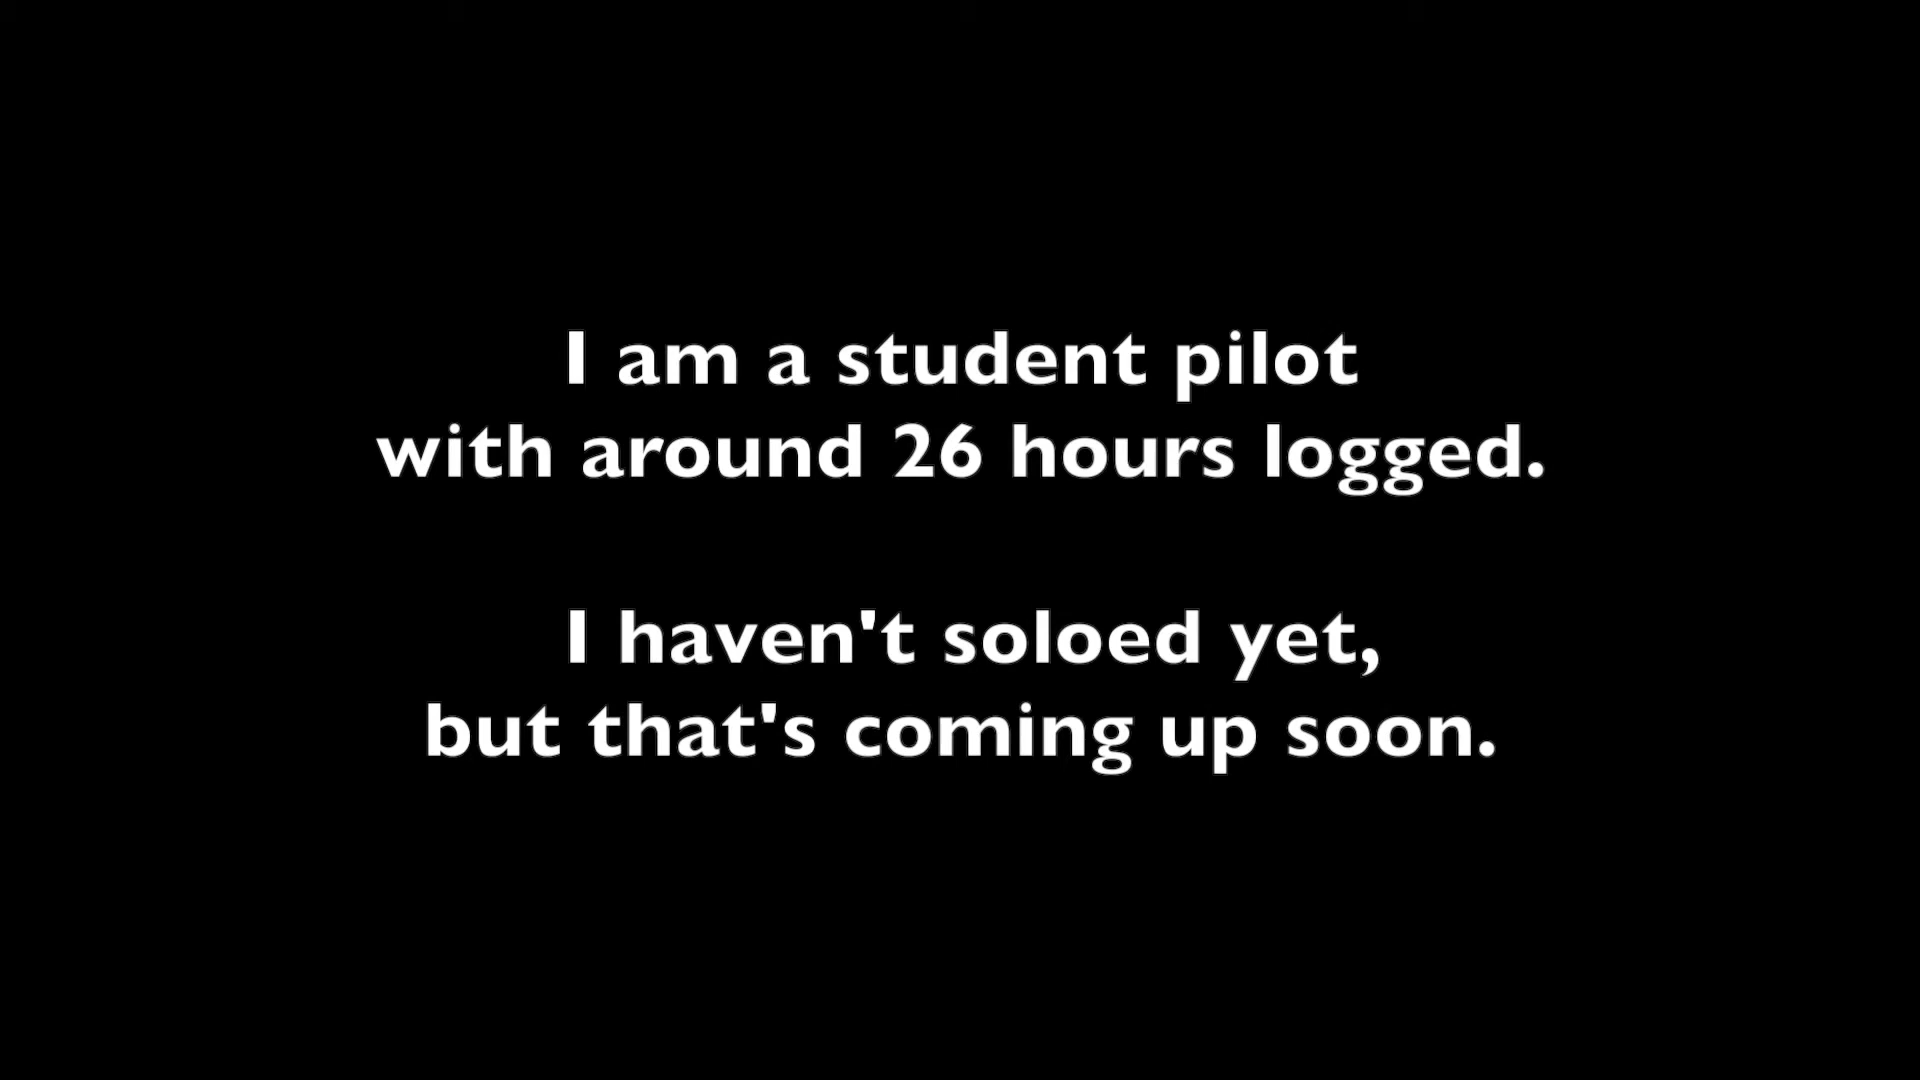 I am a student pilot
with around 26 hours logged.
I haven't soloed yet,
but that's coming up soon.